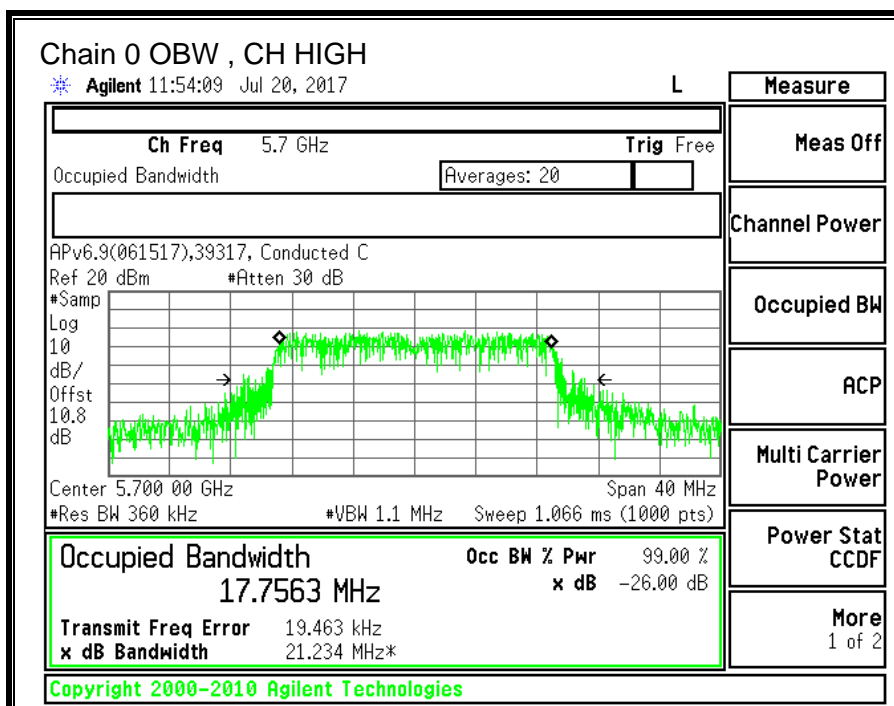 Chain 0 OBW , CH HIGH
Agilent 11:54:09 Jul 20, 2017 L
Measure
Ch Freq 5.7 GHz Trig Free
Meas Off
Occupied Bandwidth Averages: 20
Channel Power
APv6.9(061517),39317, Conducted C
Ref 20 dBm #Atten 30 dB
#Samp
Log
10
dB/
Offst
10.8
dB
Occupied BW
ACP
Multi Carrier
Power
Center 5.700 00 GHz Span 40 MHz
#Res BW 360 kHz #VBW 1.1 MHz Sweep 1.066 ms (1000 pts)
Power Stat
CCDF
Occupied Bandwidth Occ BW % Pwr 99.00 %
17.7563 MHz x dB -26.00 dB
Transmit Freq Error 19.463 kHz
x dB Bandwidth 21.234 MHz*
More
1 of 2
Copyright 2000-2010 Agilent Technologies